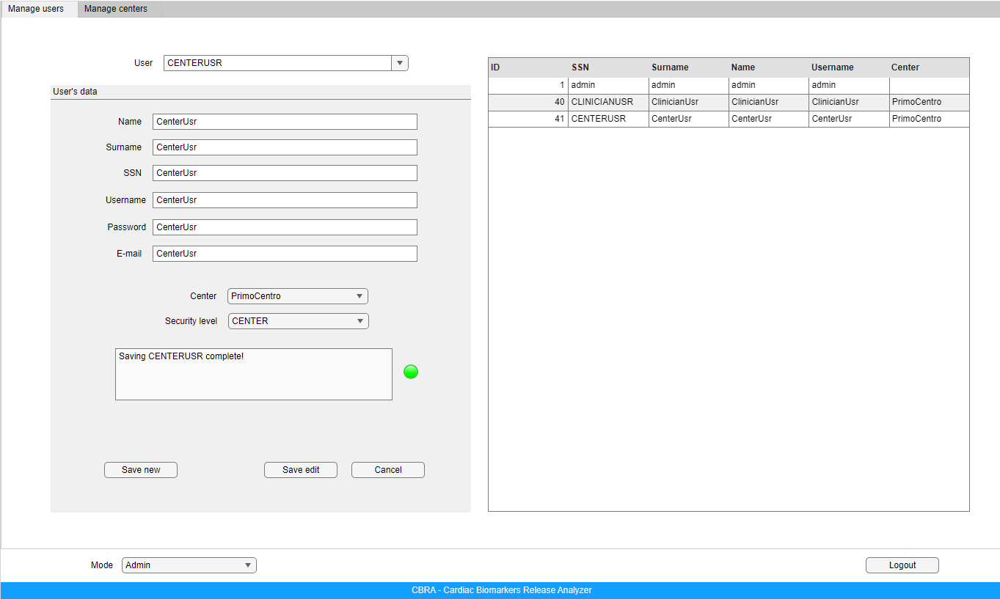 Manage users Manage centers
User CENTERUSR
User's data
Name CenterUsr
Surname CenterUsr
SSN CenterUsr
Username CenterUsr
Password CenterUsr
E-mail CenterUsr
Center PrimoCentro
Security level CENTER
Saving CENTERUSR complete!
Save new Save edit Cancel
ID SSN Surname Name Username Center
1 admin admin admin admin
40 CLINICIANUSR ClinicianUsr ClinicianUsr ClinicianUsr PrimoCentro
41 CENTERUSR CenterUsr CenterUsr CenterUsr PrimoCentro
Mode Admin Logout
CBRA - Cardiac Biomarkers Release Analyzer